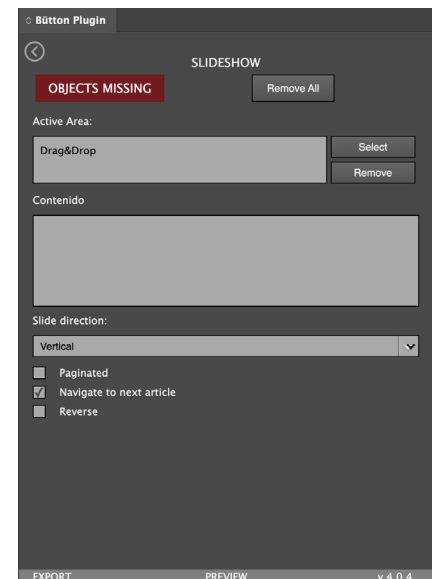 Bütton Plugin
SLIDESHOW
OBJECTS MISSING
Remove All
Active Area:
Drag&Drop
Select
Remove
Contenido
Slide direction:
Vertical
Paginated
Navigate to next article
Reverse
EXPORT PREVIEW v 4.0.4